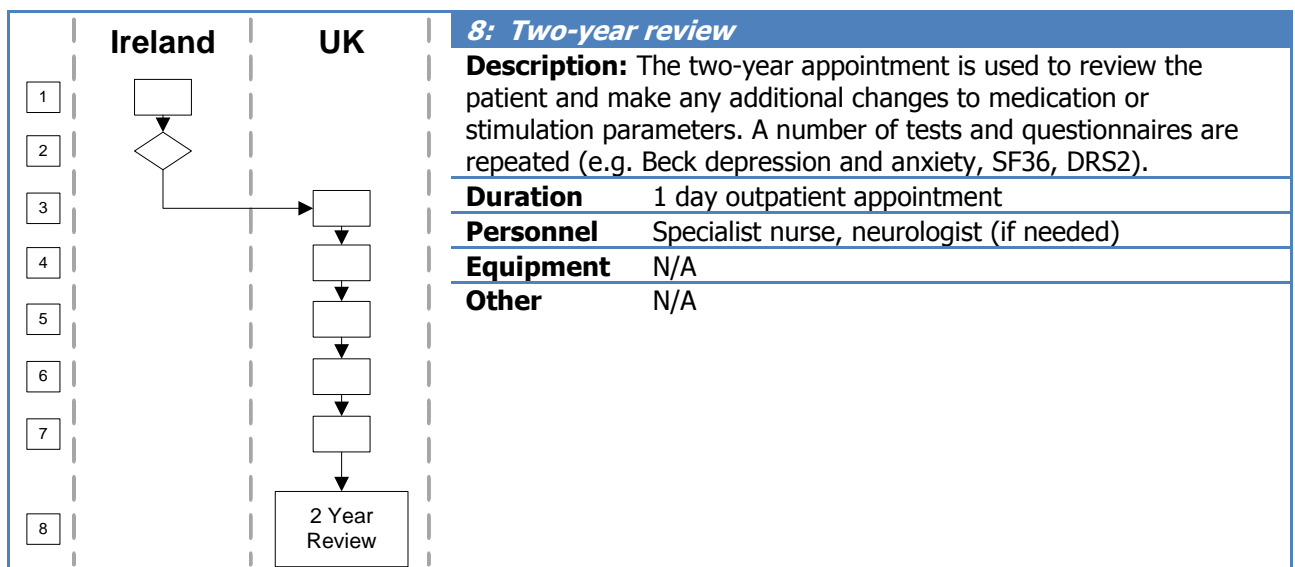 Ireland
UK
1
2
3
4
5
6
7
8
2 Year
Review
8: Two-year review
Description: The two-year appointment is used to review the
patient and make any additional changes to medication or
stimulation parameters. A number of tests and questionnaires are
repeated (e.g. Beck depression and anxiety, SF36, DRS2).
Duration 1 day outpatient appointment
Personnel Specialist nurse, neurologist (if needed)
Equipment N/A
Other N/A